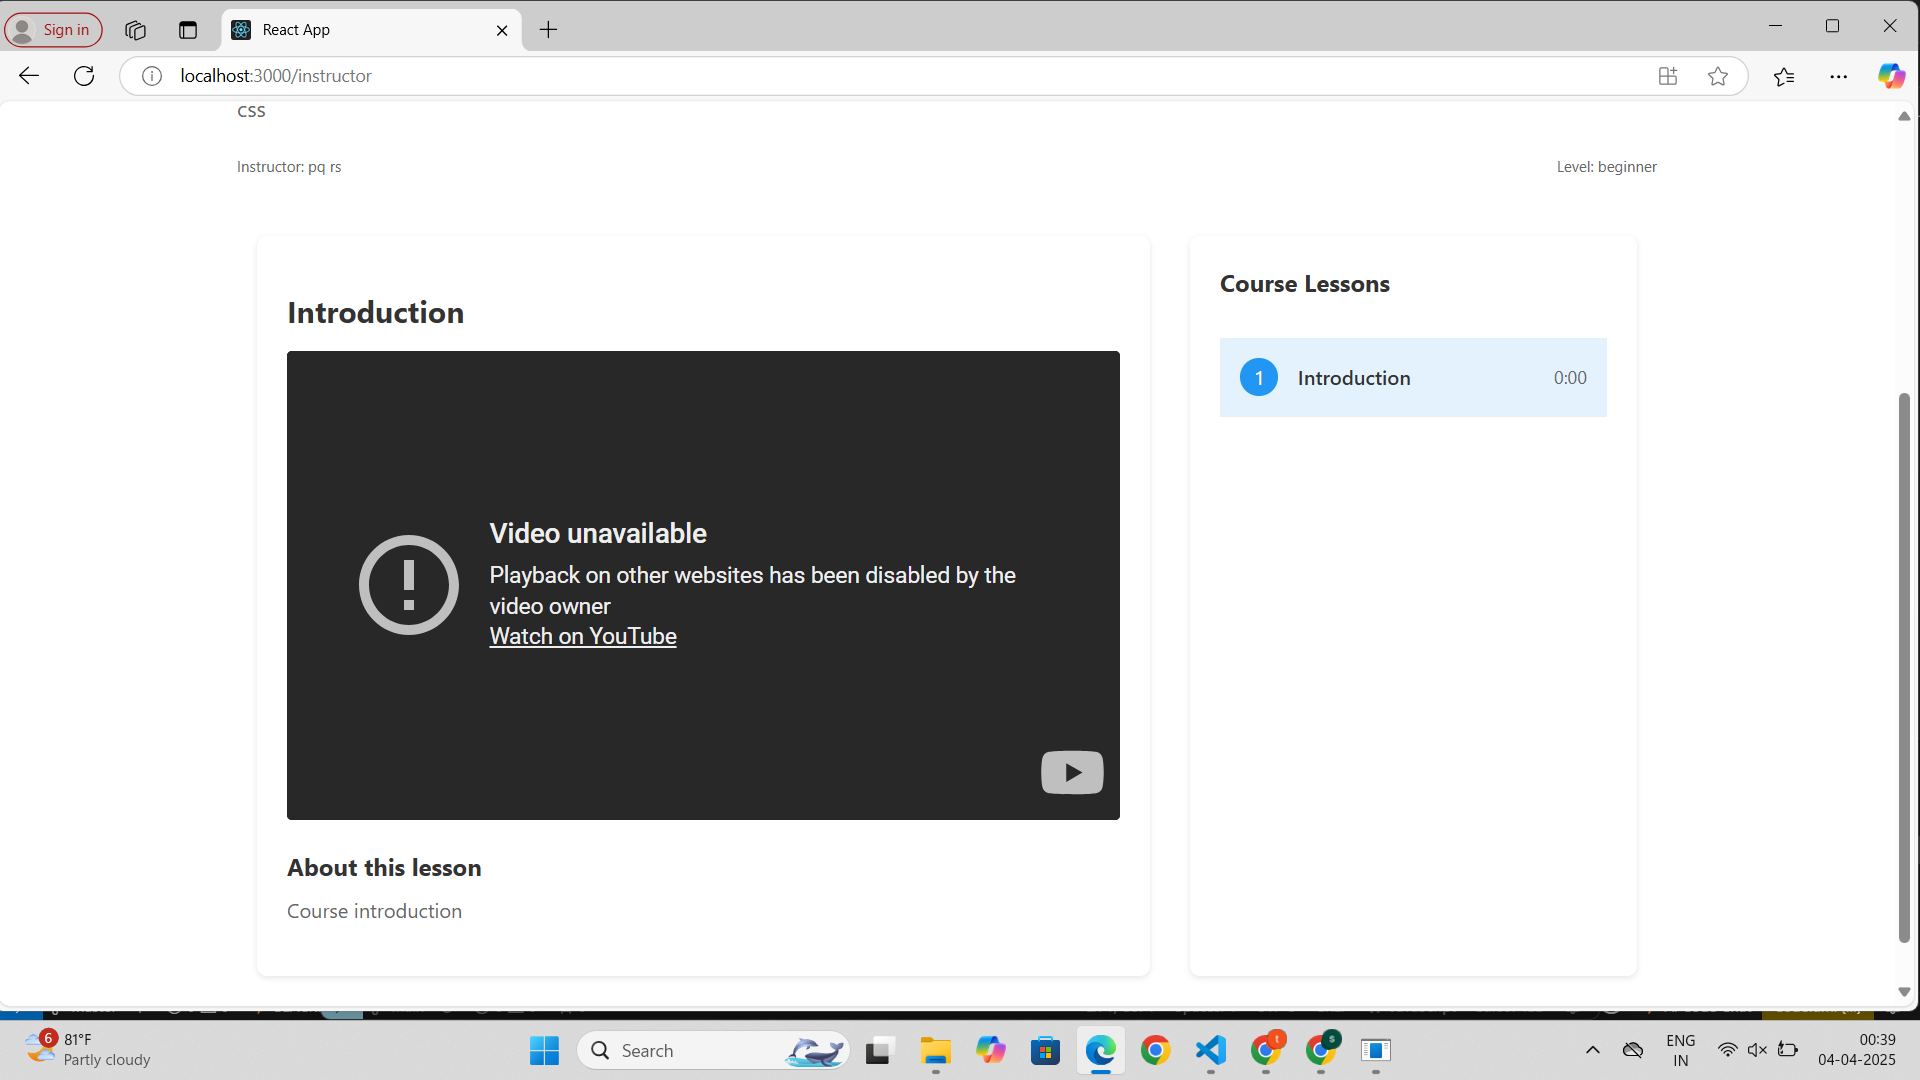 Sign in
React App
localhost:3000/instructor
CSS
Instructor: pq rs
Level: beginner
Introduction
Video unavailable
Playback on other websites has been disabled by the
video owner
Watch on YouTube
About this lesson
Course introduction
Course Lessons
1 Introduction 0:00
6
81°F
Partly cloudy
Search
t
s
ENG
IN
00:39
04-04-2025